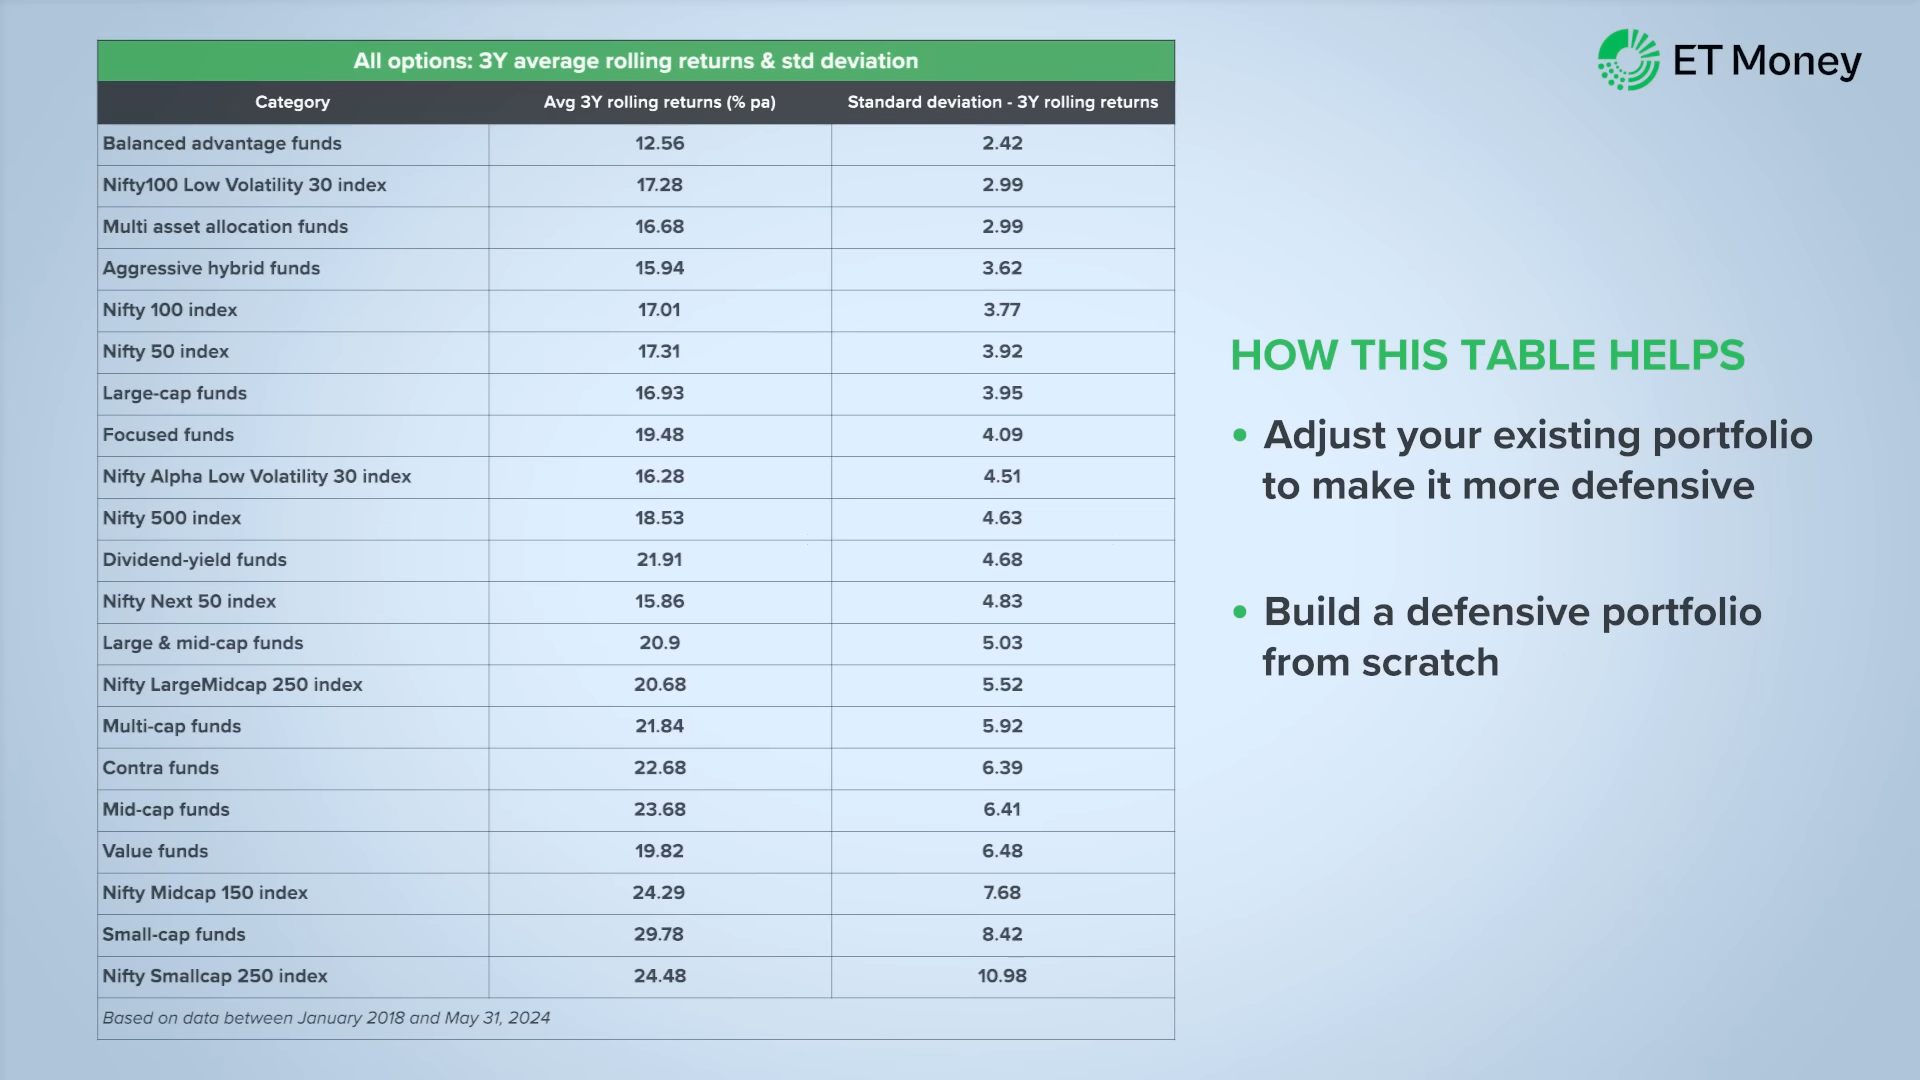 All options: 3Y average rolling returns & std deviation
Category Avg 3Y rolling returns (% pa) Standard deviation - 3Y rolling returns
Balanced advantage funds 12.56 2.42
Nifty100 Low Volatility 30 index 17.28 2.99
Multi asset allocation funds 16.68 2.99
Aggressive hybrid funds 15.94 3.62
Nifty 100 index 17.01 3.77
Nifty 50 index 17.31 3.92
Large-cap funds 16.93 3.95
Focused funds 19.48 4.09
Nifty Alpha Low Volatility 30 index 16.28 4.51
Nifty 500 index 18.53 4.63
Dividend-yield funds 21.91 4.68
Nifty Next 50 index 15.86 4.83
Large & mid-cap funds 20.9 5.03
Nifty LargeMidcap 250 index 20.68 5.52
Multi-cap funds 21.84 5.92
Contra funds 22.68 6.39
Mid-cap funds 23.68 6.41
Value funds 19.82 6.48
Nifty Midcap 150 index 24.29 7.68
Small-cap funds 29.78 8.42
Nifty Smallcap 250 index 24.48 10.98
Based on data between January 2018 and May 31, 2024
ET Money
HOW THIS TABLE HELPS
• Adjust your existing portfolio
to make it more defensive
• Build a defensive portfolio
from scratch